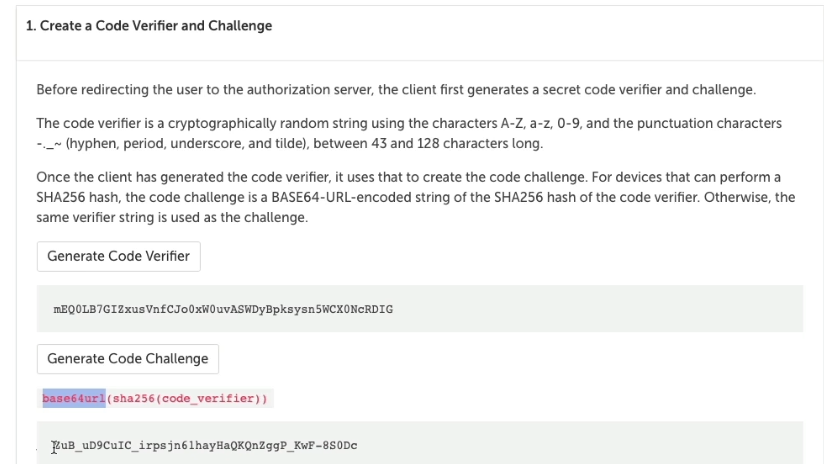 1. Create a Code Verifier and Challenge
Before redirecting the user to the authorization server, the client first generates a secret code verifier and challenge.
The code verifier is a cryptographically random string using the characters A-Z, a-z, 0-9, and the punctuation characters
-._~ (hyphen, period, underscore, and tilde), between 43 and 128 characters long.
Once the client has generated the code verifier, it uses that to create the code challenge. For devices that can perform a
SHA256 hash, the code challenge is a BASE64-URL-encoded string of the SHA256 hash of the code verifier. Otherwise, the
same verifier string is used as the challenge.
Generate Code Verifier
mEQ0LB7GIZxusVnfCJo0xW0uvASWDyBpksysn5WCX0NcRDIG
Generate Code Challenge
base64url(sha256(code_verifier))
ZuB_uD9CuIC_irpsjn61hayHaQKQnZggP_KwF-8S0Dc